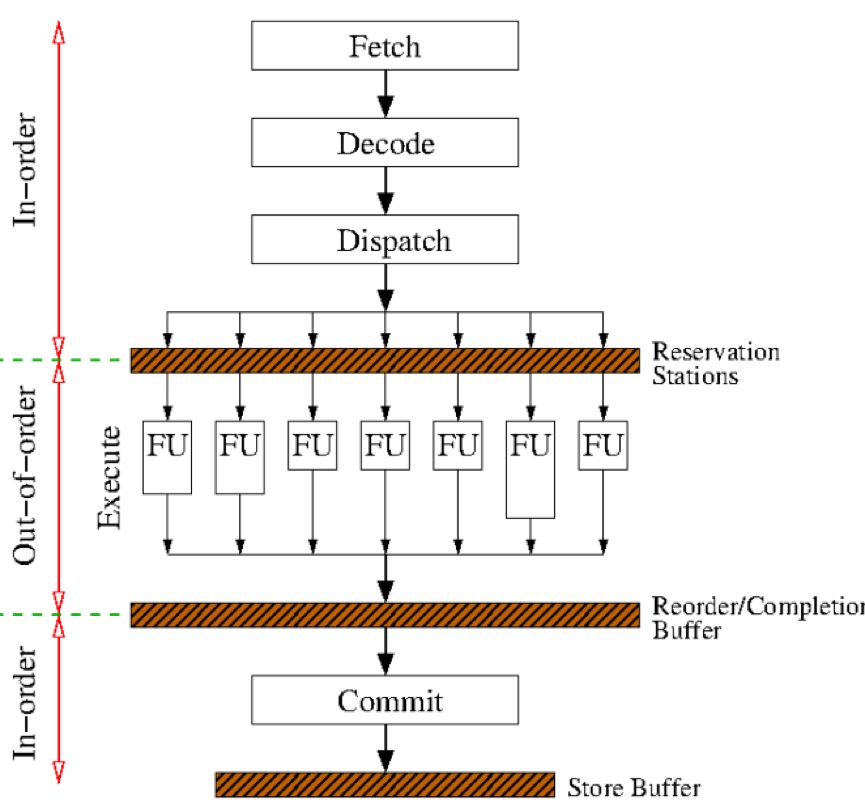 Fetch
In-order
Decode
Dispatch
Reservation
Stations
Out-of-order
Execute
FU FU FU FU FU FU FU
Reorder/Completion
Buffer
In-order
Commit
Store Buffer